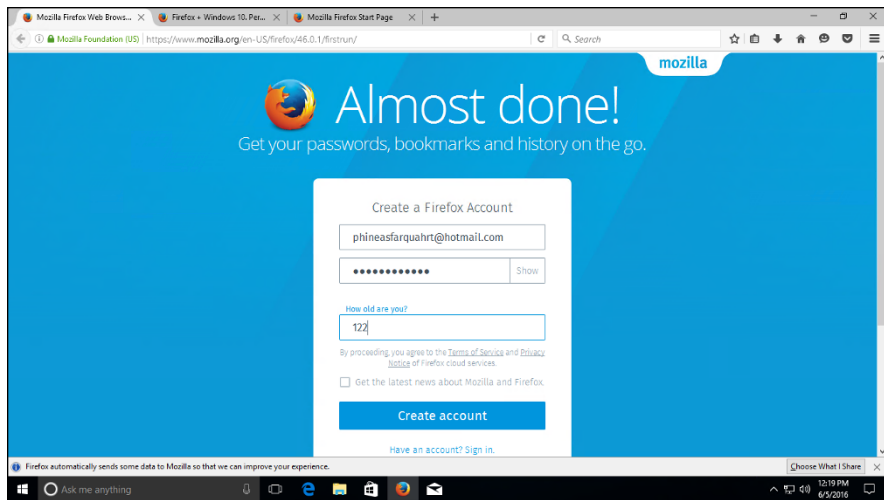 Mozilla Firefox Web Brows...
Firefox + Windows 10. Per...
Mozilla Firefox Start Page
Mozilla Foundation (US) https://www.mozilla.org/en-US/firefox/46.0.1/firstrun/
Search
mozilla
Almost done!
Get your passwords, bookmarks and history on the go.
Create a Firefox Account
phineasfarquahrt@hotmail.com
Show
How old are you?
122
By proceeding, you agree to the Terms of Service and Privacy
Notice of Firefox cloud services.
Get the latest news about Mozilla and Firefox.
Create account
Have an account? Sign in.
Firefox automatically sends some data to Mozilla so that we can improve your experience.
Choose What I Share
Ask me anything
12:19 PM
6/5/2016